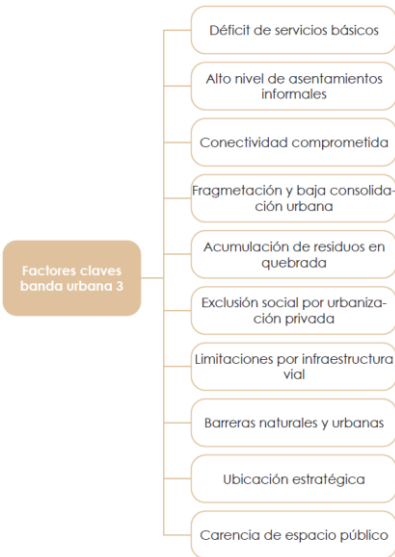 Déficit de servicios básicos
Alto nivel de asentamientos
informales
Conectividad comprometida
Fragmetación y baja consolida-
ción urbana
Acumulación de residuos en
quebrada
Factores claves
banda urbana 3
Exclusión social por urbaniza-
ción privada
Limitaciones por infraestructura
vial
Barreras naturales y urbanas
Ubicación estratégica
Carencia de espacio público